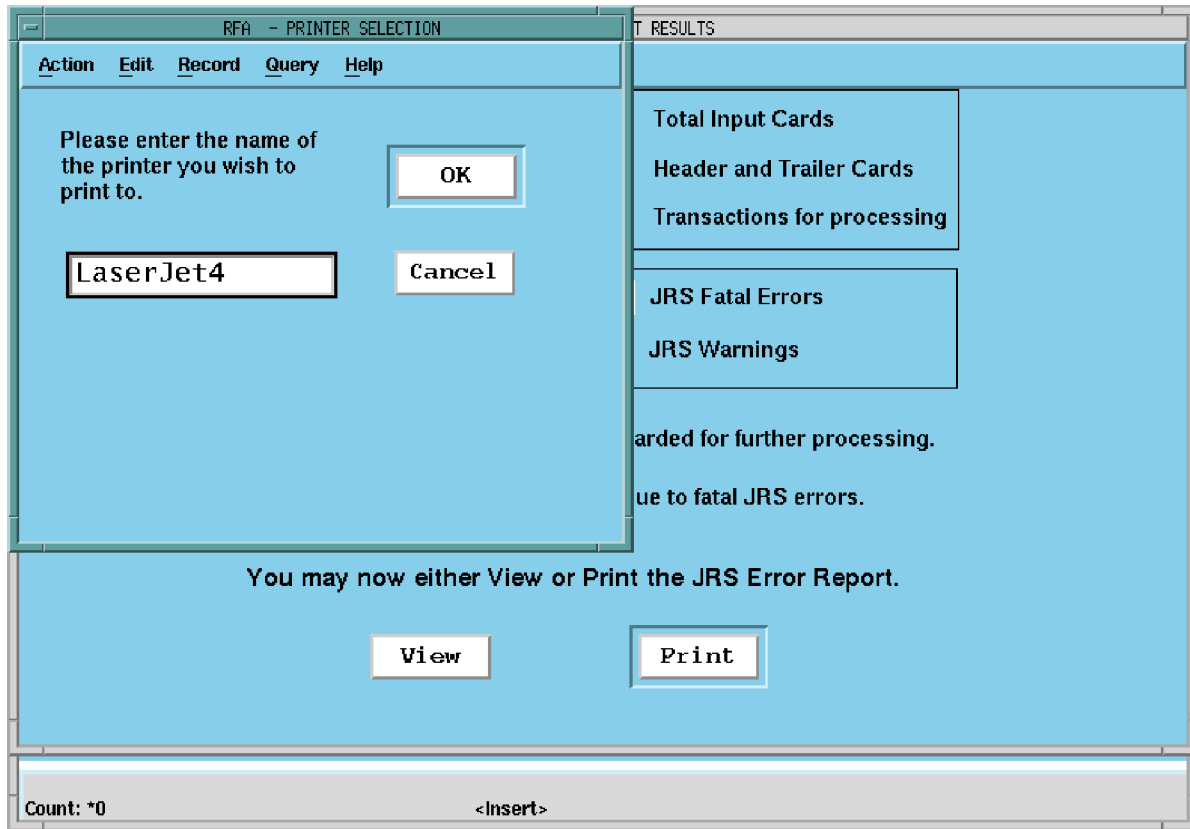 RFA - PRINTER SELECTION
T RESULTS
Action Edit Record Query Help
Please enter the name of
the printer you wish to
print to.
OK
LaserJet4
Cancel
Total Input Cards
Header and Trailer Cards
Transactions for processing
JRS Fatal Errors
JRS Warnings
arded for further processing.
ue to fatal JRS errors.
You may now either View or Print the JRS Error Report.
View Print
Count: *0 <Insert>